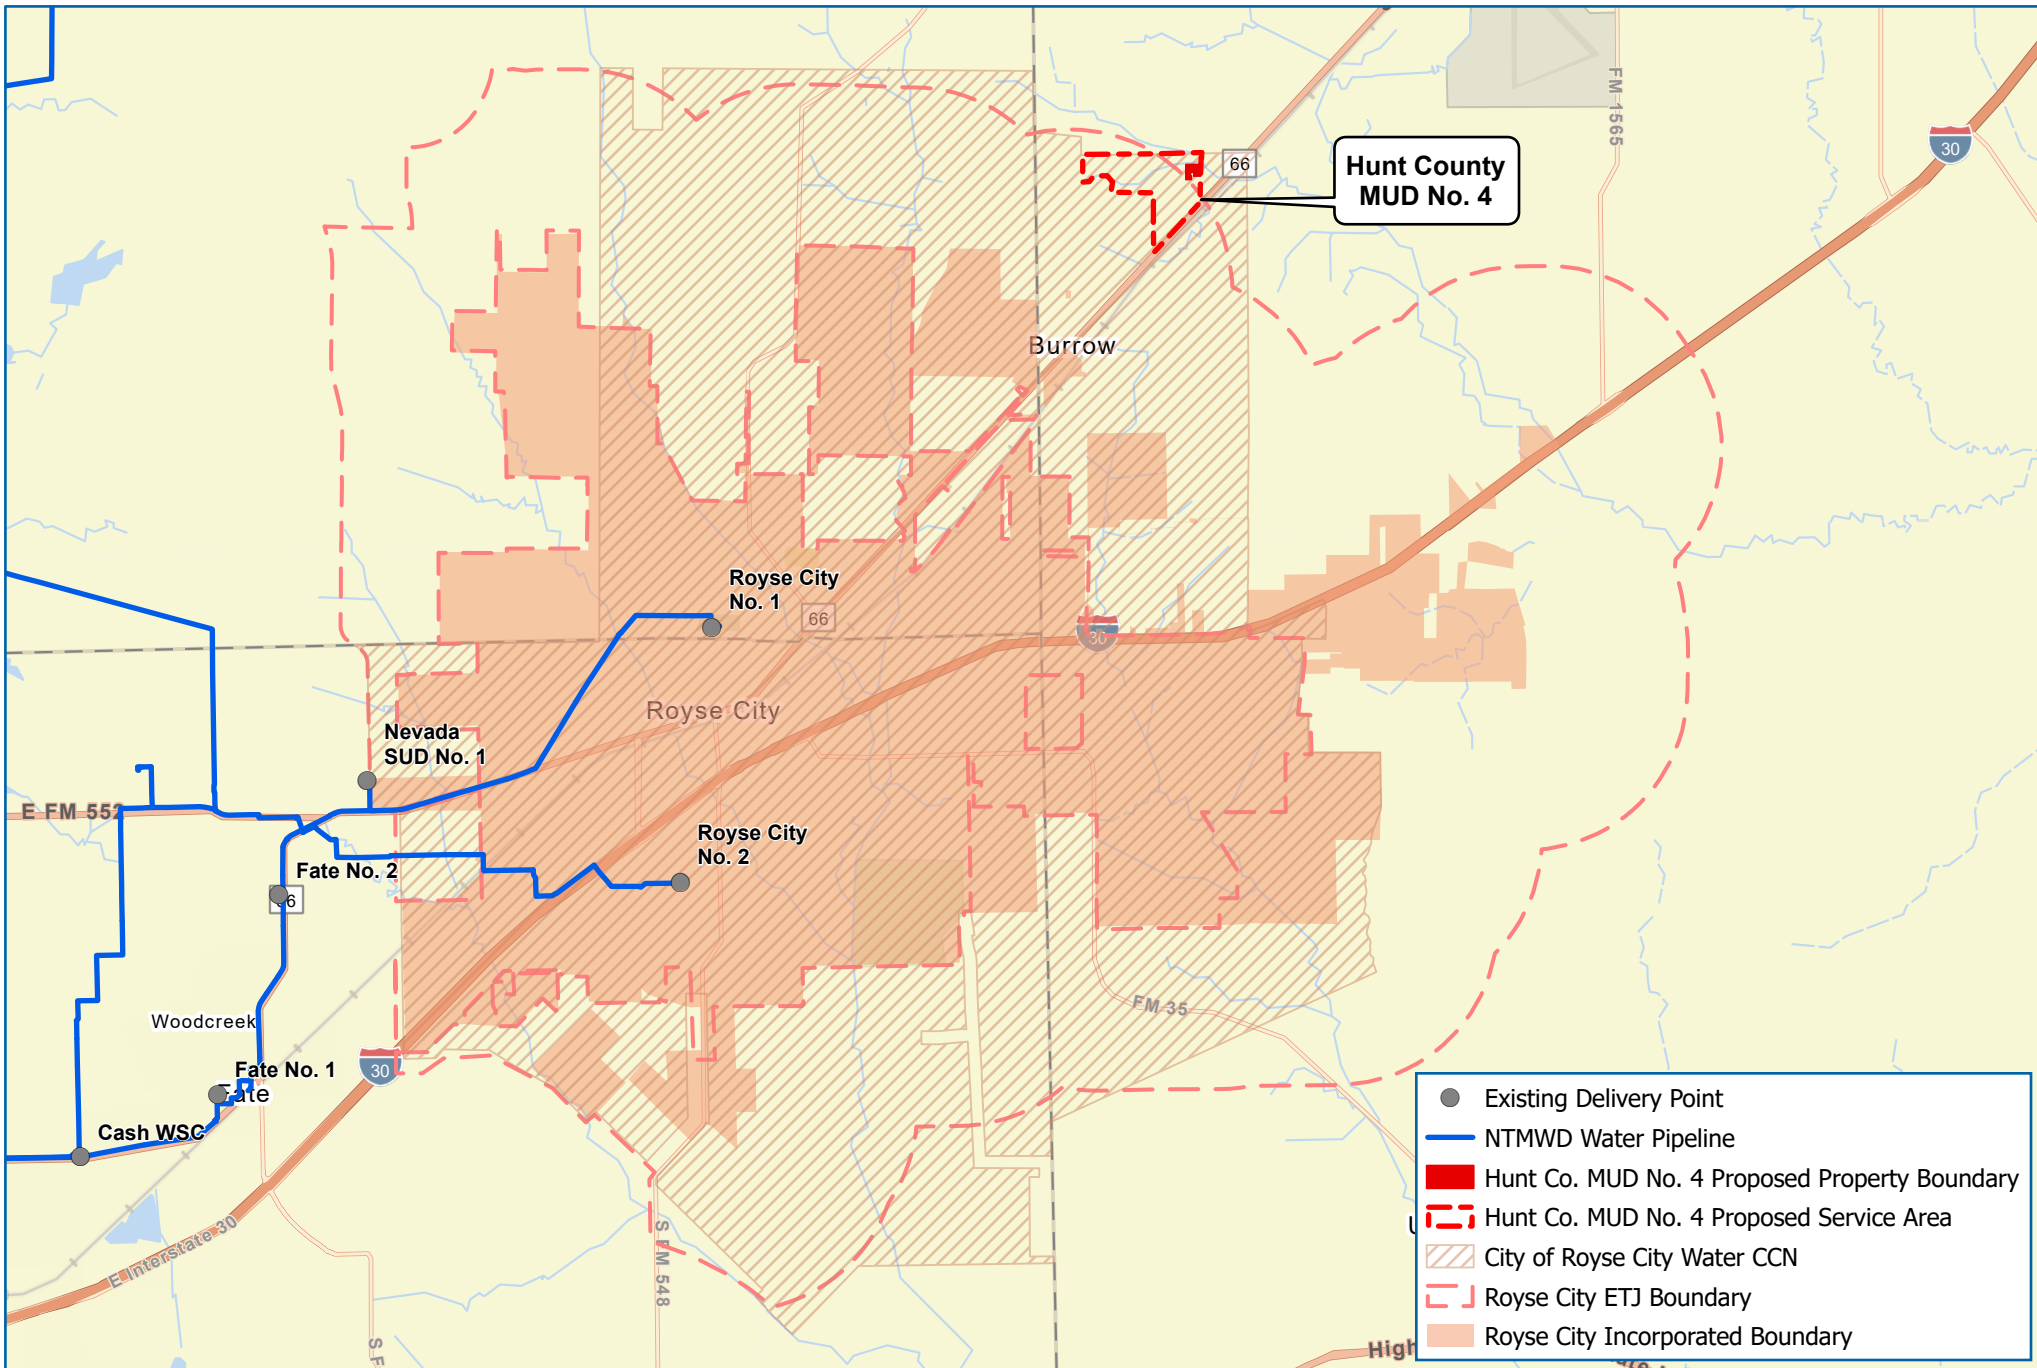 FM 1565
30
66
Hunt County
MUD No. 4
Burrow
Royse City
No. 1
66
30
Royse City
Nevada
SUD No. 1
E FM 552
Royse City
No. 2
Fate No. 2
66
FM 35
Woodcreek
30
Fate No. 1
Fate
Cash WSC
E Interstate 30
S FM 548
S F
High
Existing Delivery Point
NTMWD Water Pipeline
Hunt Co. MUD No. 4 Proposed Property Boundary
Hunt Co. MUD No. 4 Proposed Service Area
City of Royse City Water CCN
Royse City ETJ Boundary
Royse City Incorporated Boundary